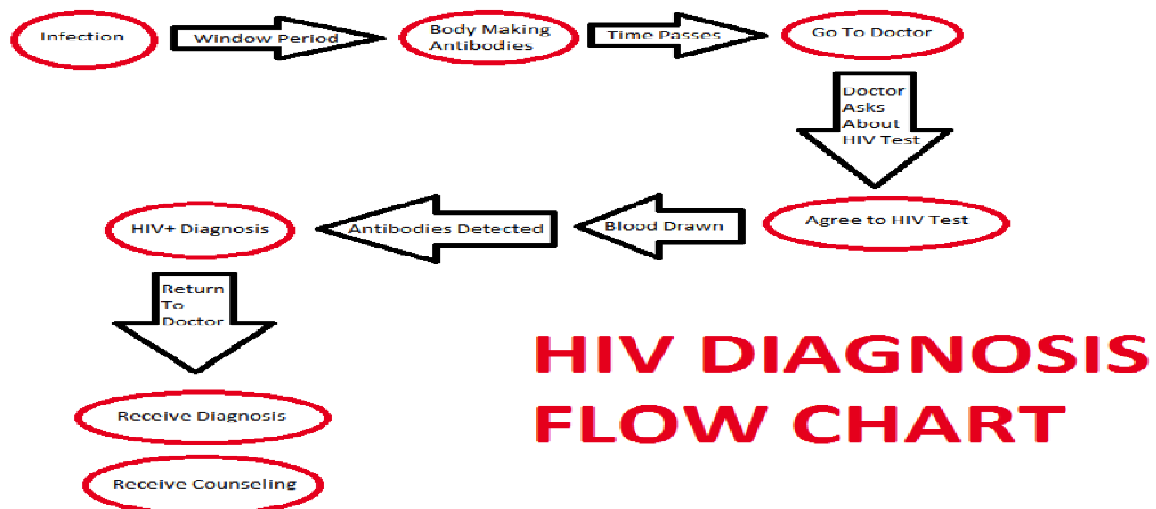 Infection
Window Period
Body Making
Antibodies
Time Passes
Go To Doctor
Doctor
Asks
About
HIV Test
Agree to HIV Test
Blood Drawn
Antibodies Detected
HIV+ Diagnosis
Return
To
Doctor
Receive Diagnosis
Receive Counseling
HIV DIAGNOSIS
FLOW CHART